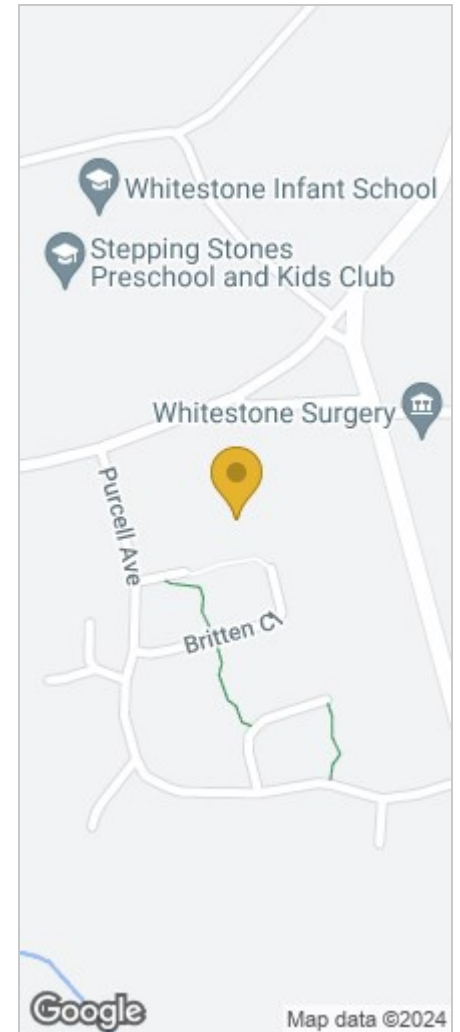 Whitestone Infant School
Stepping Stones
Preschool and Kids Club
Whitestone Surgery
Purcell Ave
Britten Cl
Google
Map data ©2024